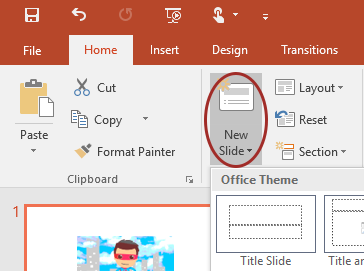 File Home Insert Design Transitions
Cut
Copy
Format Painter
Paste
Clipboard
New
Slide
Layout
Reset
Section
Office Theme
1
Title Slide
Title